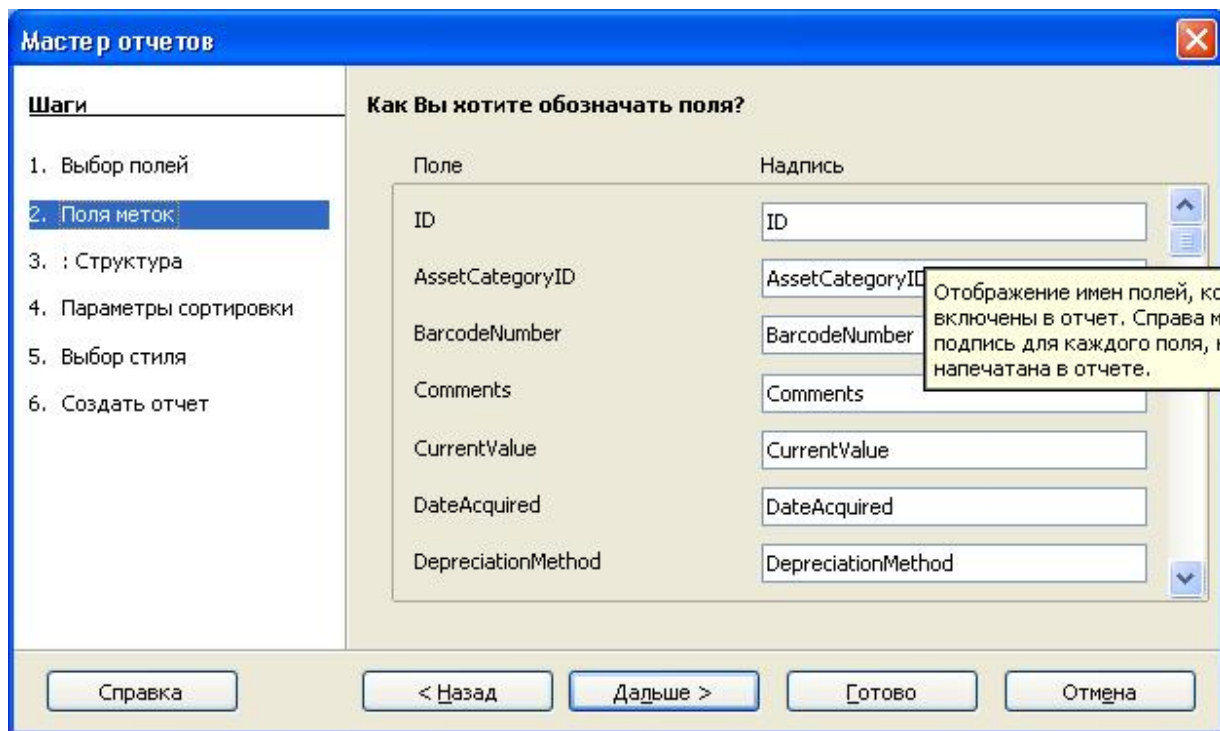 Мастер отчетов
Шаги
1. Выбор полей
2. Поля меток
3. : Структура
4. Параметры сортировки
5. Выбор стиля
6. Создать отчет
Как Вы хотите обозначать поля?
Поле Надпись
ID ID
AssetCategoryID AssetCategoryID
BarcodeNumber BarcodeNumber
Comments Comments
CurrentValue CurrentValue
DateAcquired DateAcquired
DepreciationMethod DepreciationMethod
Отображение имен полей,
включены в отчет. Справа
подпись для каждого поля,
напечатана в отчете.
Справка < Назад Дальше > Готово Отмена